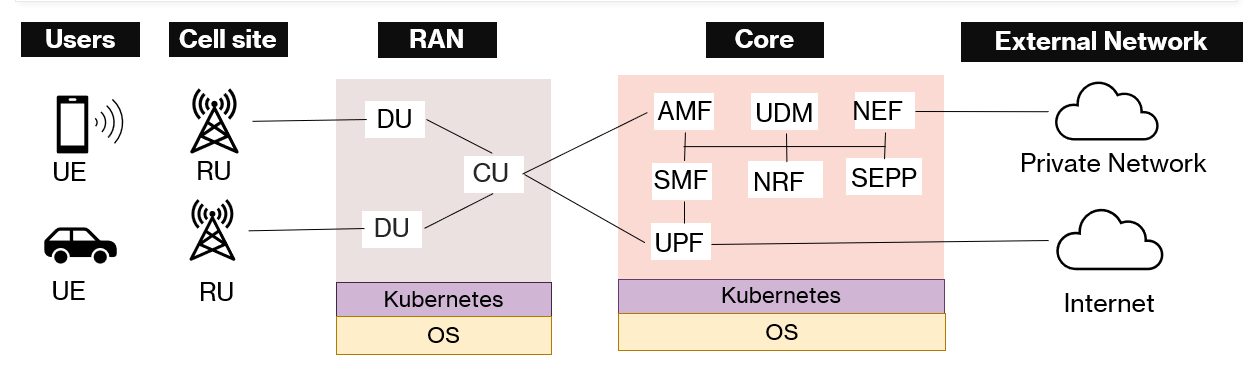 Users
Cell site
RAN
Core
External Network
UE
RU
DU
CU
AMF
UDM
NEF
Private Network
UE
RU
DU
SMF
NRF
SEPP
UPF
Internet
Kubernetes
OS
Kubernetes
OS